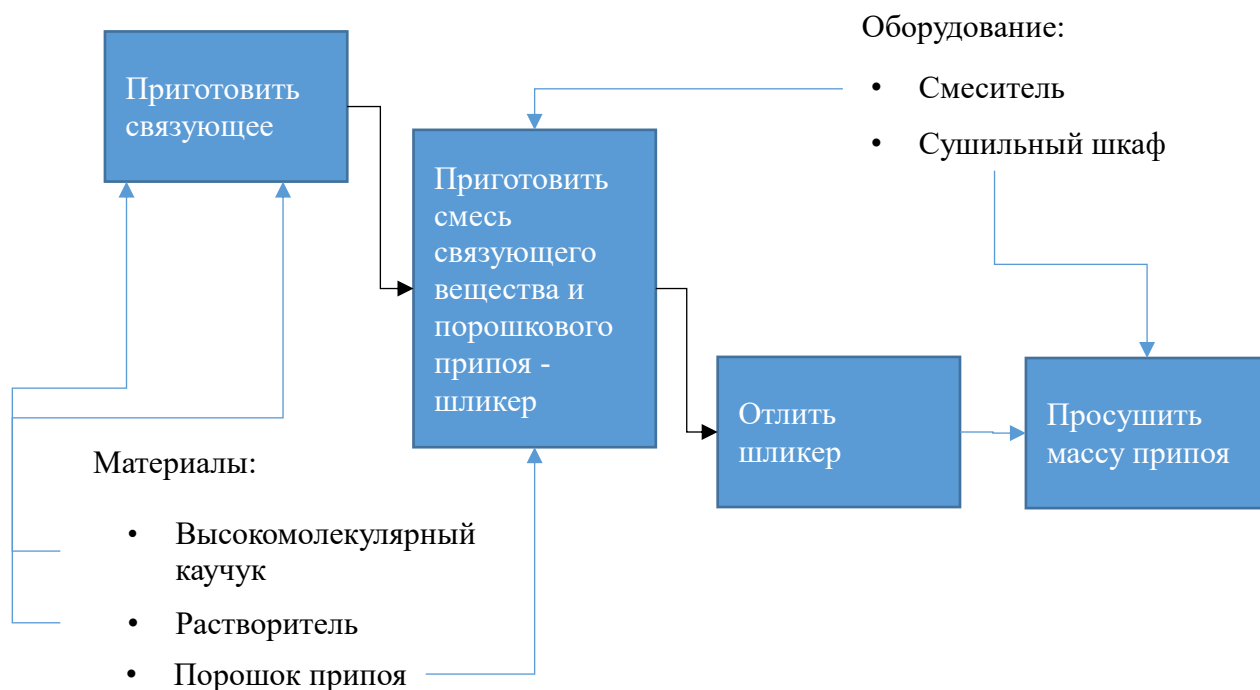 Оборудование:
• Смеситель
• Сушильный шкаф
Приготовить
связующее
Приготовить
смесь
связующего
вещества и
порошкового
припоя -
шликер
Отлить
шликер
Просушить
массу припоя
Материалы:
• Высокомолекулярный
каучук
• Растворитель
• Порошок припоя